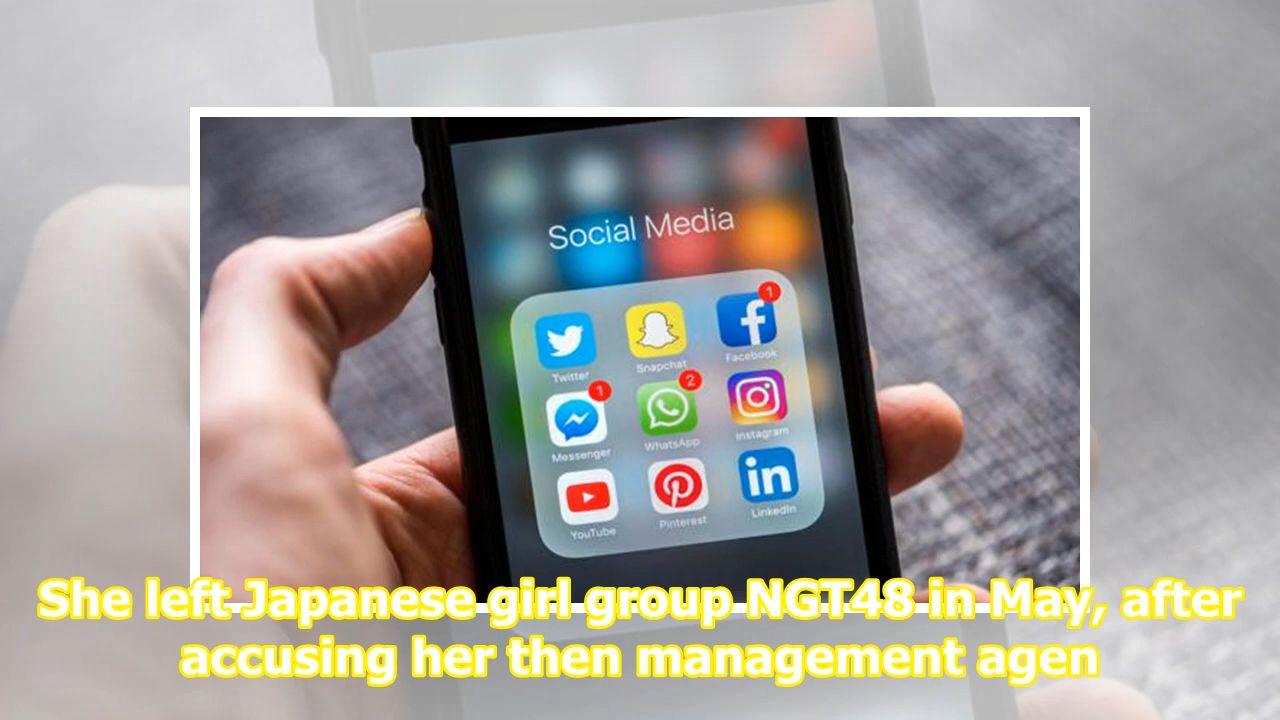 Social Media
1
Twitter
Snapchat
Facebook
1
2
Messenger
WhatsApp
Instagram
in
YouTube
Pinterest
LinkedIn
She left Japanese girl group NGT48 in May, after
accusing her then management agen